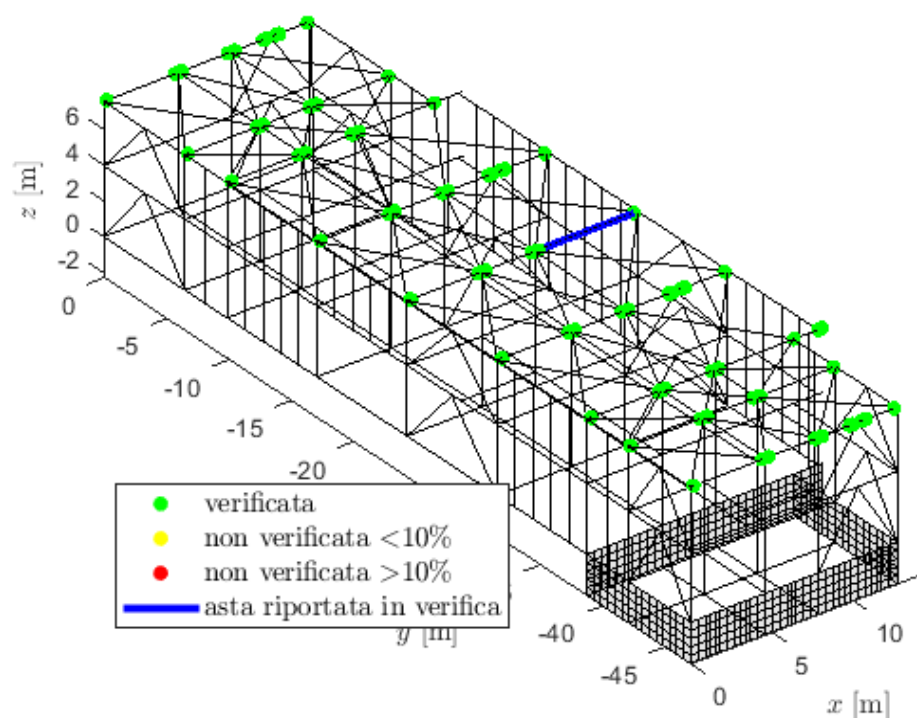 6
4
2
0
-2
z [m]
0
-5
-10
-15
-20
-40
-45
y [m]
0
5
10
x [m]
verificata
non verificata <10%
non verificata >10%
asta riportata in verifica